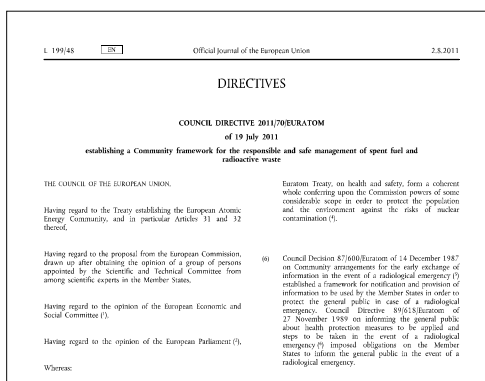 L 199/48
EN
Official Journal of the European Union
2.8.2011
DIRECTIVES
COUNCIL DIRECTIVE 2011/70/EURATOM
of 19 July 2011
establishing a Community framework for the responsible and safe management of spent fuel and
radioactive waste
THE COUNCIL OF THE EUROPEAN UNION,
Having regard to the Treaty establishing the European Atomic
Energy Community, and in particular Articles 31 and 32
thereof,
Having regard to the proposal from the European Commission,
drawn up after obtaining the opinion of a group of persons
appointed by the Scientific and Technical Committee from
among scientific experts in the Member States,
Having regard to the opinion of the European Economic and
Social Committee (¹),
Having regard to the opinion of the European Parliament (²),
Whereas:
Euratom Treaty, on health and safety, form a coherent
whole conferring upon the Commission powers of some
considerable scope in order to protect the population
and the environment against the risks of nuclear
contamination (⁴).
(6) Council Decision 87/600/Euratom of 14 December 1987
on Community arrangements for the early exchange of
information in the event of a radiological emergency (⁵)
established a framework for notification and provision of
information to be used by the Member States in order to
protect the general public in case of a radiological
emergency. Council Directive 89/618/Euratom of
27 November 1989 on informing the general public
about health protection measures to be applied and
steps to be taken in the event of a radiological
emergency (⁶) imposed obligations on the Member
States to inform the general public in the event of a
radiological emergency.